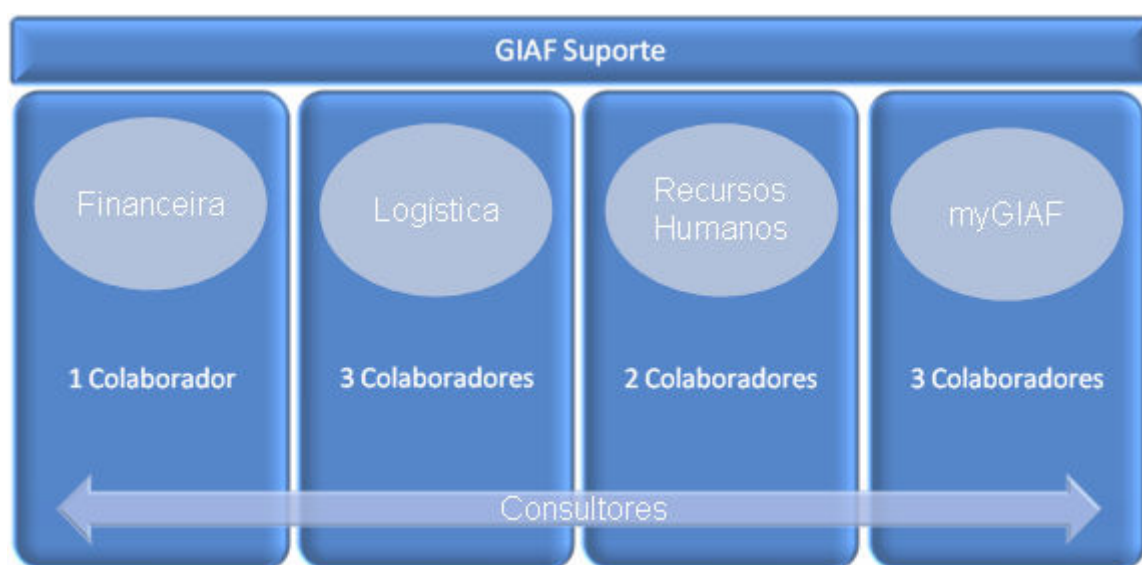 GIAF Suporte
Financeira
Logística
Recursos
Humanos
myGIAF
1 Colaborador
3 Colaboradores
2 Colaboradores
3 Colaboradores
Consultores